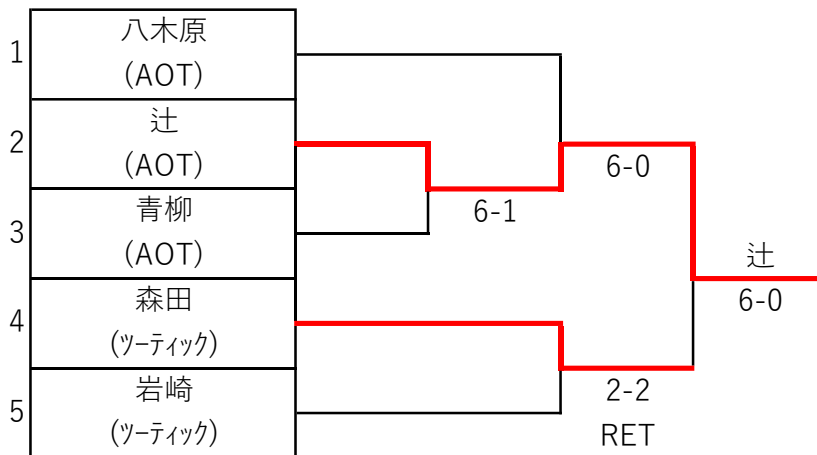 1
八木原
(AOT)
2
辻
(AOT)
3
青柳
(AOT)
4
森田
(ﾂｰﾃｨｯｸ)
5
岩崎
(ﾂｰﾃｨｯｸ)
6-1
6-0
2-2
RET
辻
6-0